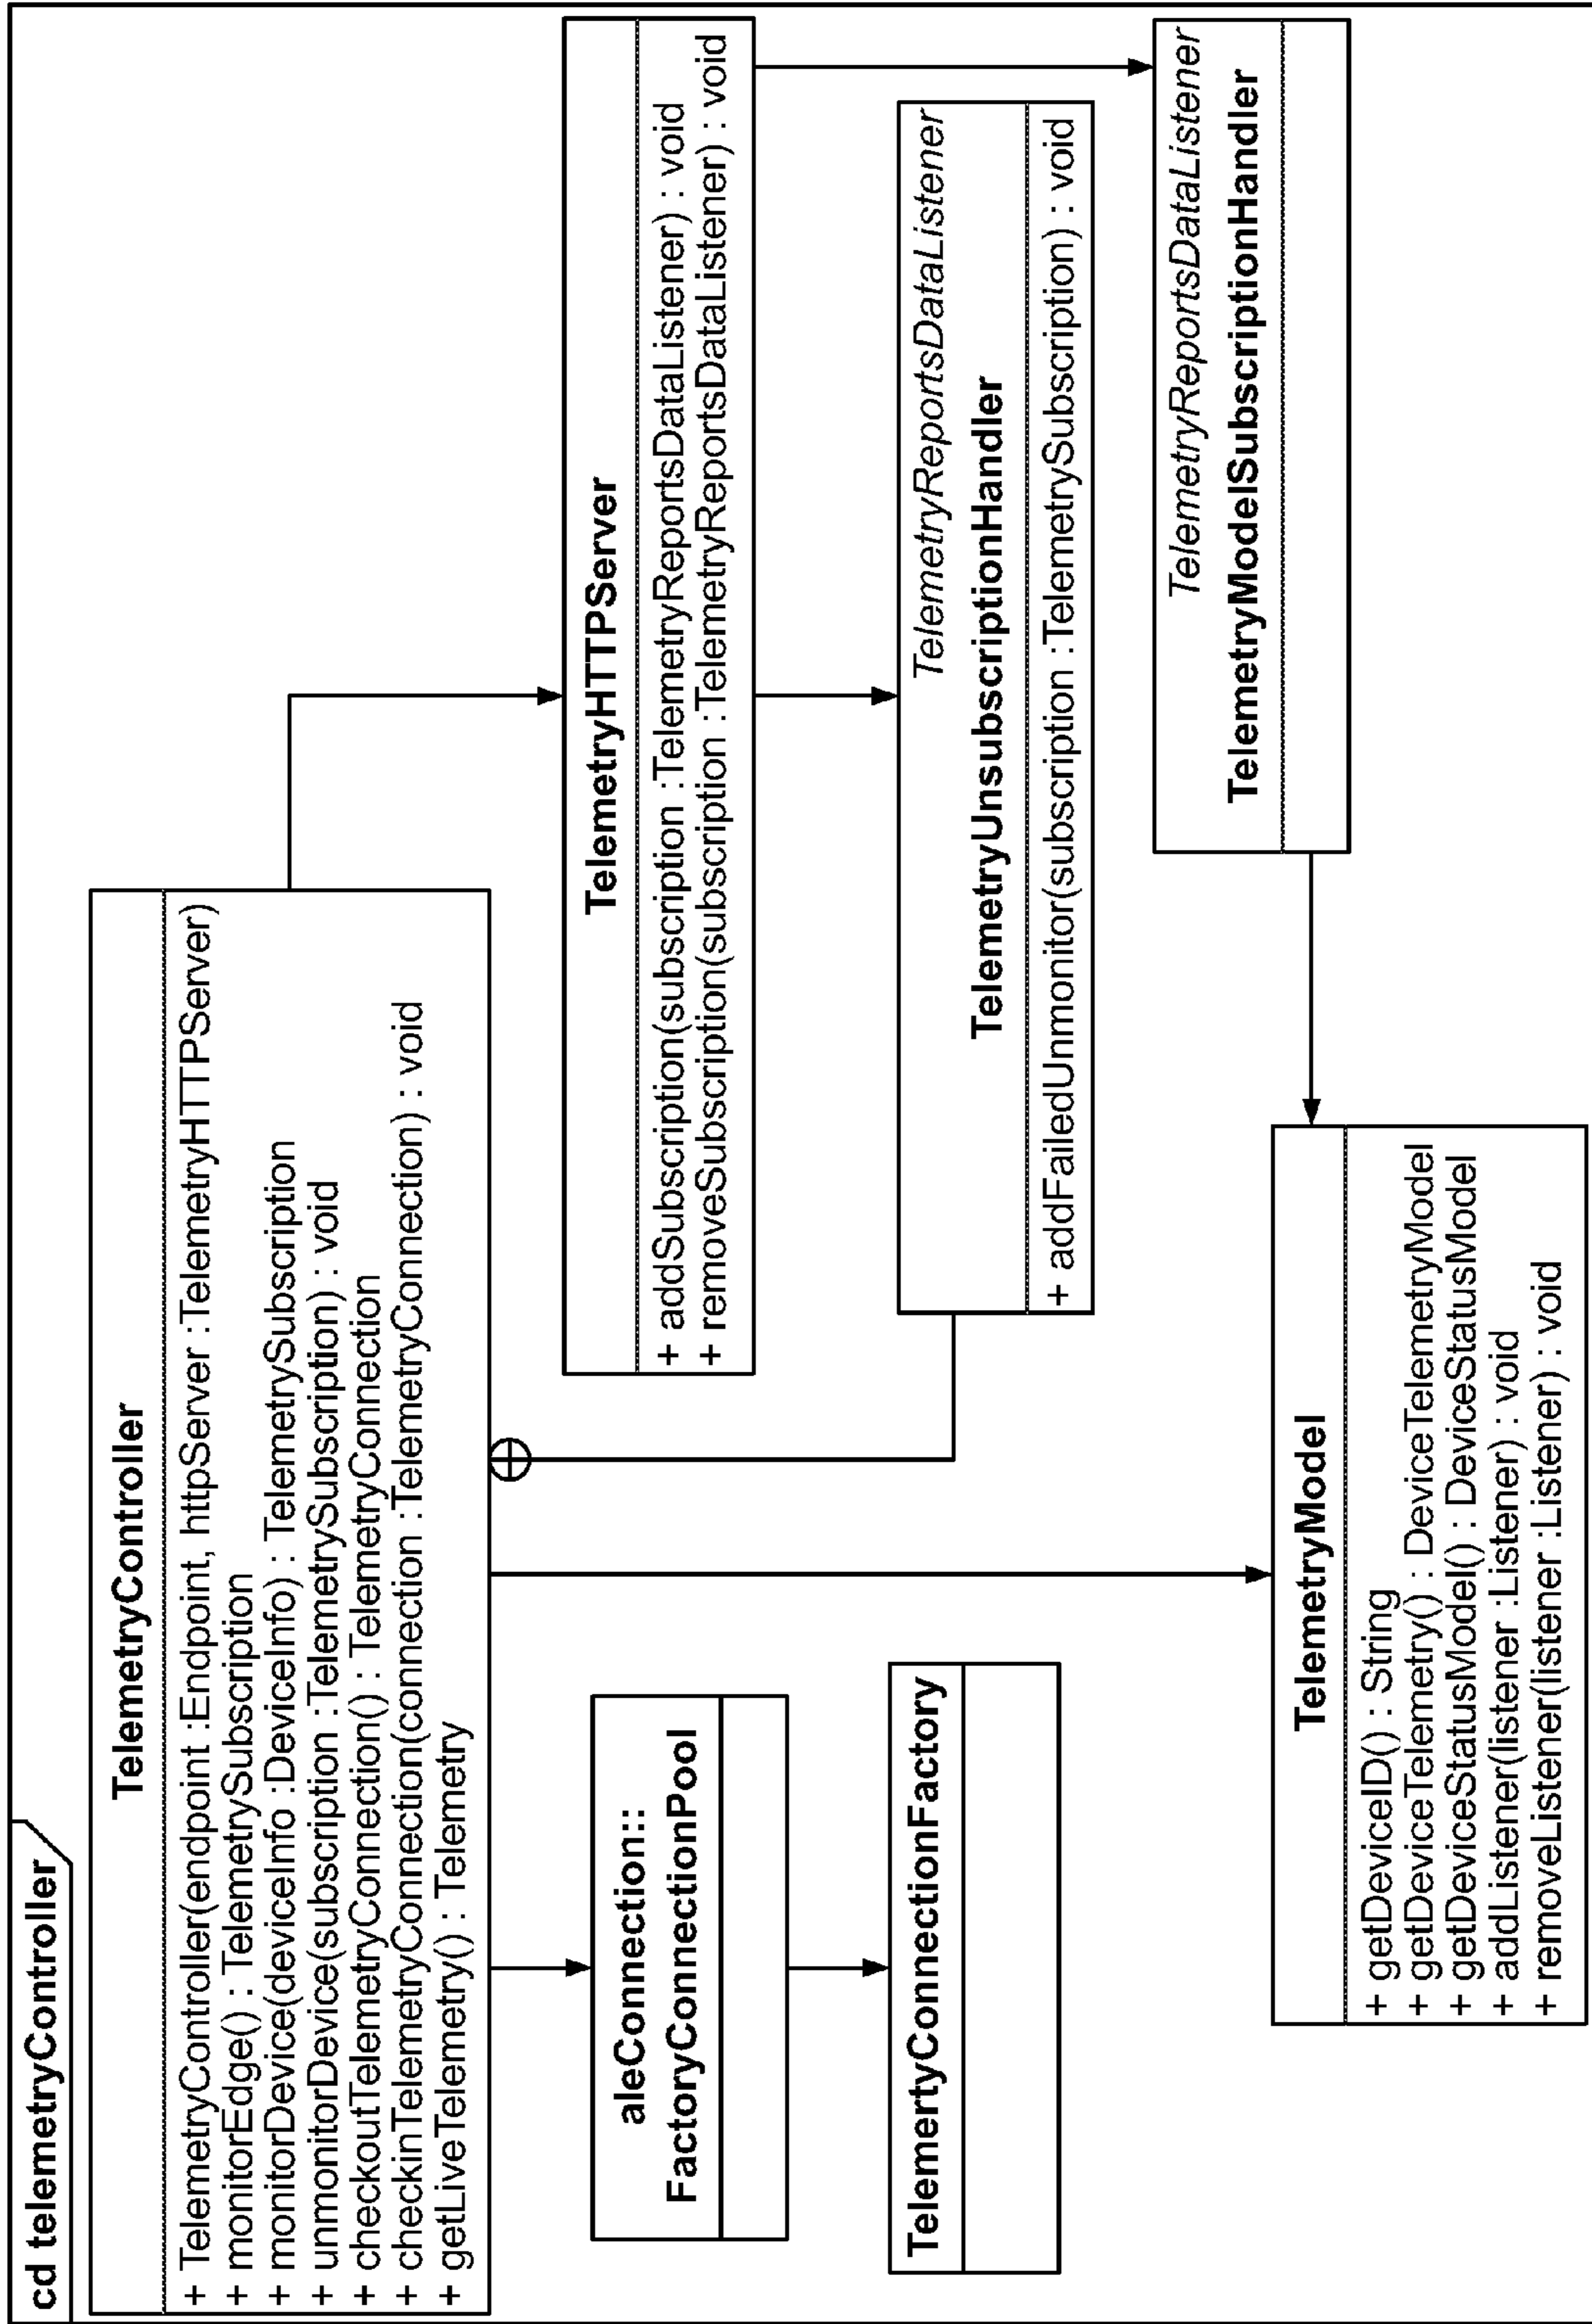 cd telemetryController
TelemetryController
+ TelemetryController(endpoint :Endpoint, httpServer :TelemetryHTTPServer)
+ monitorEdge() : TelemetrySubscription
+ monitorDevice(deviceInfo :DeviceInfo) : TelemetrySubscription
+ unmonitorDevice(subscription :TelemetrySubscription) : void
+ checkoutTelemetryConnection() : TelemetryConnection
+ checkinTelemetryConnection(connection :TelemetryConnection) : void
+ getLiveTelemetry() : Telemetry
aleConnection::
FactoryConnectionPool
TelemertyConnectionFactory
TelemetryHTTPServer
+ addSubscription(subscription :TelemetryReportsDataListener) : void
+ removeSubscription(subscription :TelemetryReportsDataListener) : void
TelemetryReportsDataListener
TelemetryUnsubscriptionHandler
+ addFailedUnmonitor(subscription :TelemetrySubscription) : void
TelemetryReportsDataListener
TelemetryModelSubscriptionHandler
TelemetryModel
+ getDeviceID() : String
+ getDeviceTelemetry() : DeviceTelemetryModel
+ getDeviceStatusModel() : DeviceStatusModel
+ addListener(listener :Listener) : void
+ removeListener(listener :Listener) : void